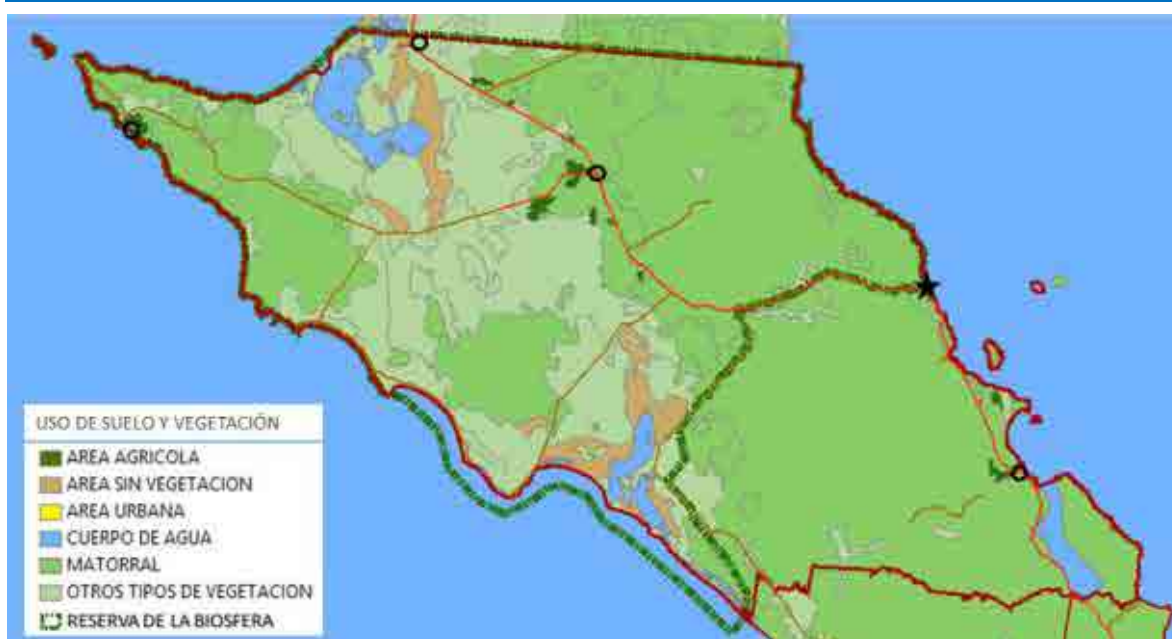 USO DE SUELO Y VEGETACIÓN
AREA AGRICOLA
AREA SIN VEGETACION
AREA URBANA
CUERPO DE AGUA
MATORRAL
OTROS TIPOS DE VEGETACION
RESERVA DE LA BIOSFERA